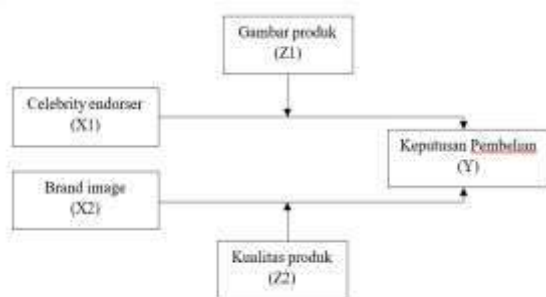 Gambar produk
(Z1)
Celebrity endorser
(X1)
Keputusan Pembelian
(Y)
Brand image
(X2)
Kualitas produk
(Z2)